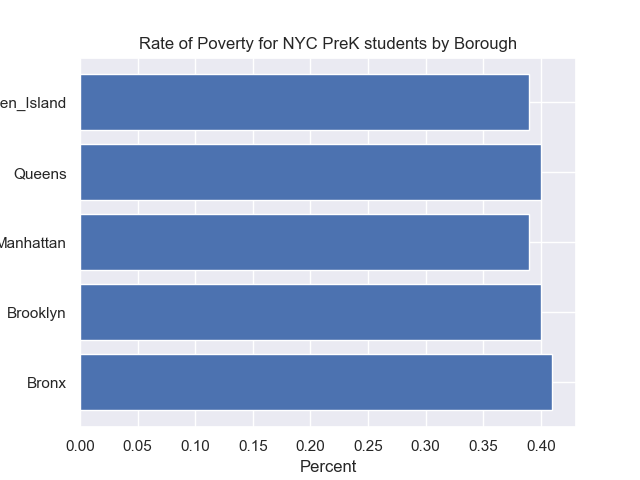 Rate of Poverty for NYC PreK students by Borough
en_Island
Queens
Manhattan
Brooklyn
Bronx
0.00 0.05 0.10 0.15 0.20 0.25 0.30 0.35 0.40
Percent